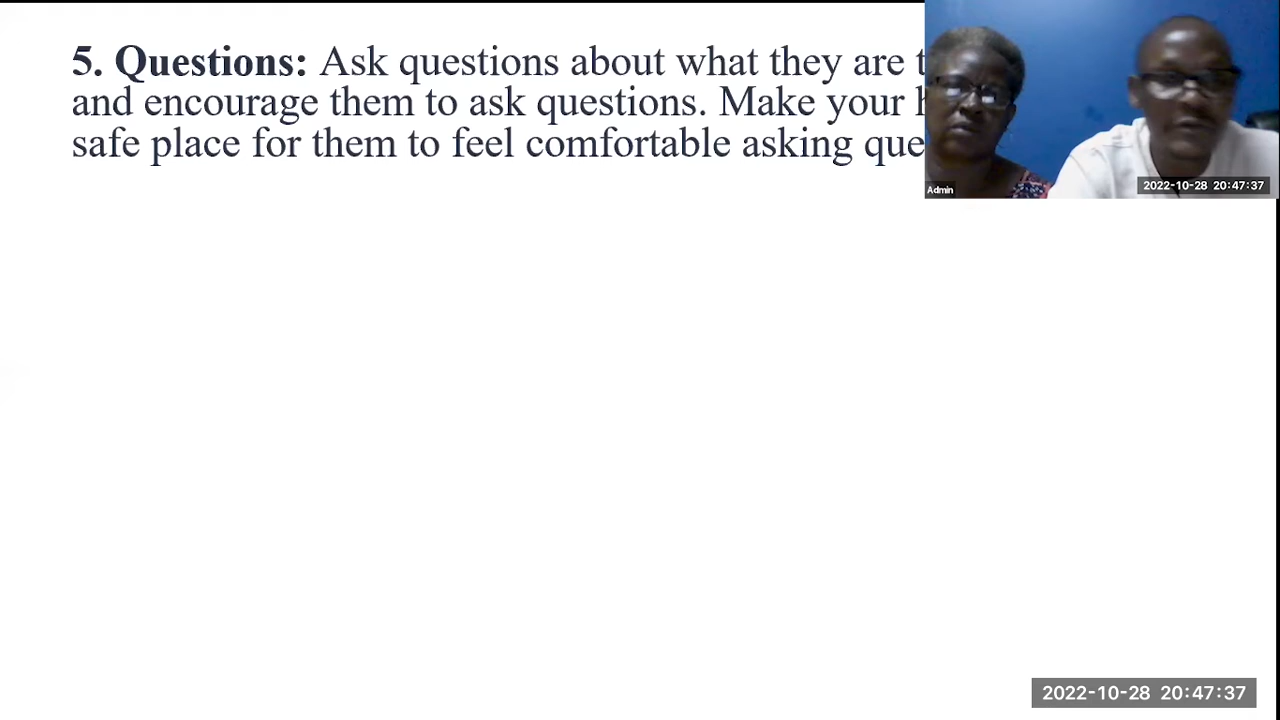 5. Questions: Ask questions about what they are
and encourage them to ask questions. Make your
safe place for them to feel comfortable asking
Admin
2022-10-28 20:47:37
2022-10-28 20:47:37